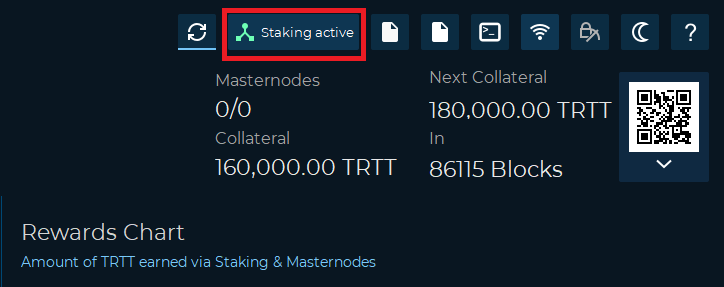 Staking active
Masternodes
0/0
Collateral
160,000.00 TRTT
Next Collateral
180,000.00 TRTT
In
86115 Blocks
Rewards Chart
Amount of TRTT earned via Staking & Masternodes